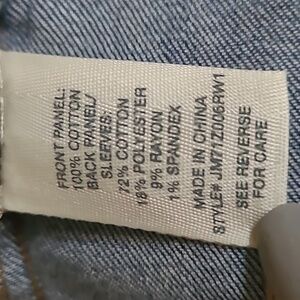 FRONT PANEL:
100% COTTON
BACK PANEL/
SLEEVES:
72% COTTON
18% POLYESTER
9% RAYON
1% SPANDEX
MADE IN CHINA
STYLE# JM71Z006RW1
SEE REVERSE
FOR CARE